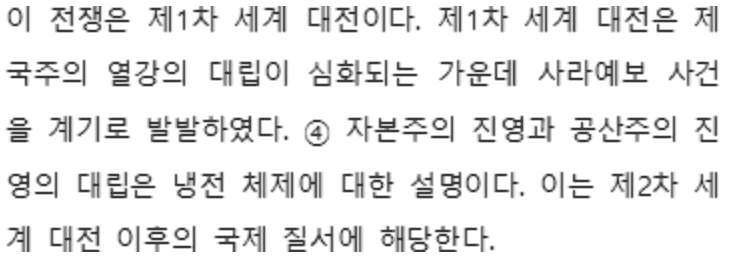 이 전쟁은 제1차 세계 대전이다. 제1차 세계 대전은 제
국주의 열강의 대립이 심화되는 가운데 사라예보 사건
을 계기로 발발하였다. ④ 자본주의 진영과 공산주의 진
영의 대립은 냉전 체제에 대한 설명이다. 이는 제2차 세
계 대전 이후의 국제 질서에 해당한다.